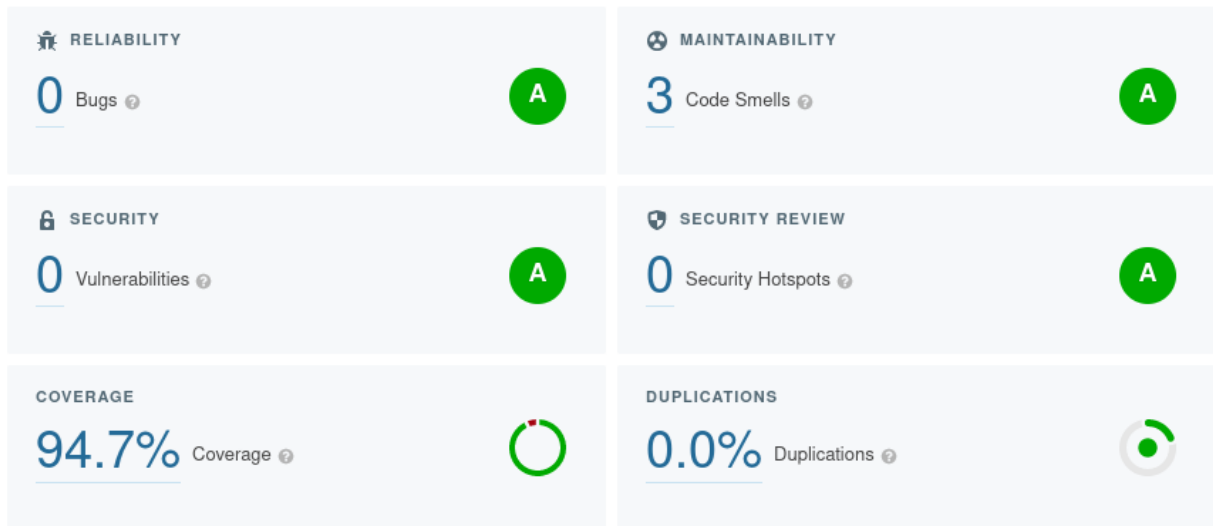 RELIABILITY
0 Bugs ?
A
MAINTAINABILITY
3 Code Smells ?
A
SECURITY
0 Vulnerabilities ?
A
SECURITY REVIEW
0 Security Hotspots ?
A
COVERAGE
94.7% Coverage ?
DUPLICATIONS
0.0% Duplications ?